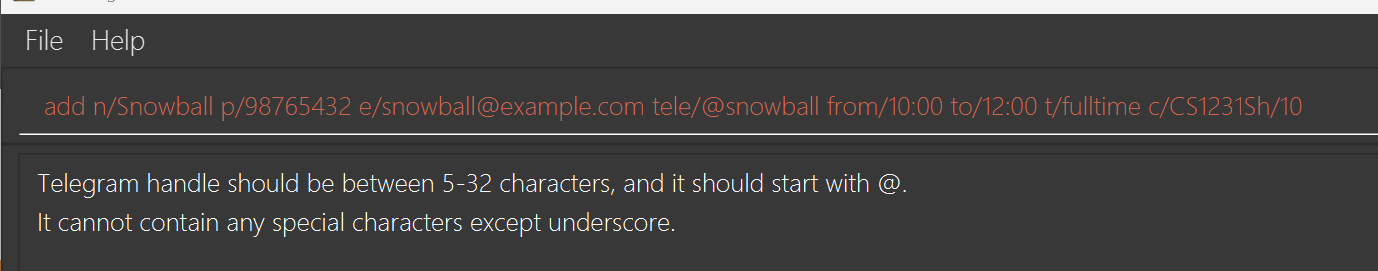 File Help
add n/Snowball p/98765432 e/snowball@example.com tele/@snowball from/10:00 to/12:00 t/fulltime c/CS1231Sh/10
Telegram handle should be between 5-32 characters, and it should start with @.
It cannot contain any special characters except underscore.